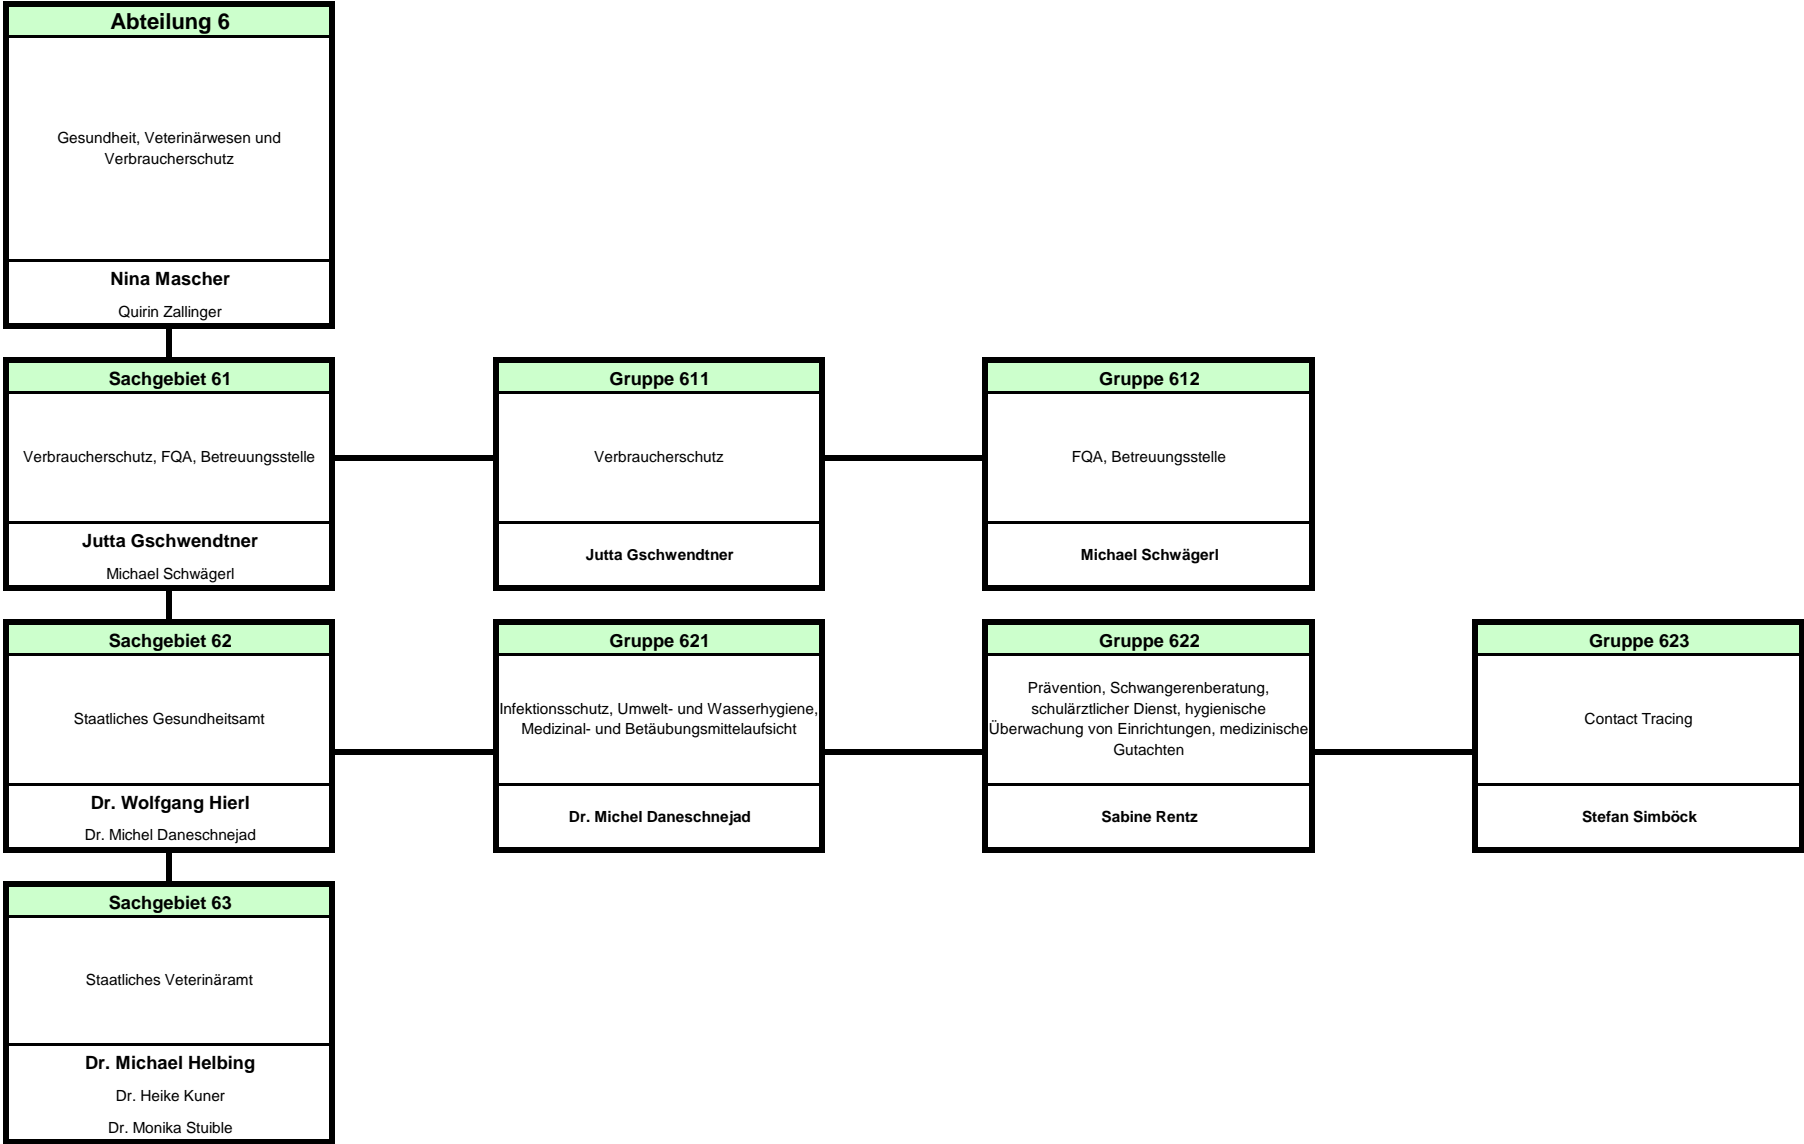 Abteilung 6
Gesundheit, Veterinärwesen und
Verbraucherschutz
Nina Mascher
Quirin Zallinger
Sachgebiet 61
Verbraucherschutz, FQA, Betreuungsstelle
Jutta Gschwendtner
Michael Schwägerl
Gruppe 611
Verbraucherschutz
Jutta Gschwendtner
Gruppe 612
FQA, Betreuungsstelle
Michael Schwägerl
Sachgebiet 62
Staatliches Gesundheitsamt
Dr. Wolfgang Hierl
Dr. Michel Daneschnejad
Gruppe 621
Infektionsschutz, Umwelt- und Wasserhygiene,
Medizinal- und Betäubungsmittelaufsicht
Dr. Michel Daneschnejad
Gruppe 622
Prävention, Schwangerenberatung,
schulärztlicher Dienst, hygienische
Überwachung von Einrichtungen, medizinische
Gutachten
Sabine Rentz
Gruppe 623
Contact Tracing
Stefan Simböck
Sachgebiet 63
Staatliches Veterinäramt
Dr. Michael Helbing
Dr. Heike Kuner
Dr. Monika Stuible